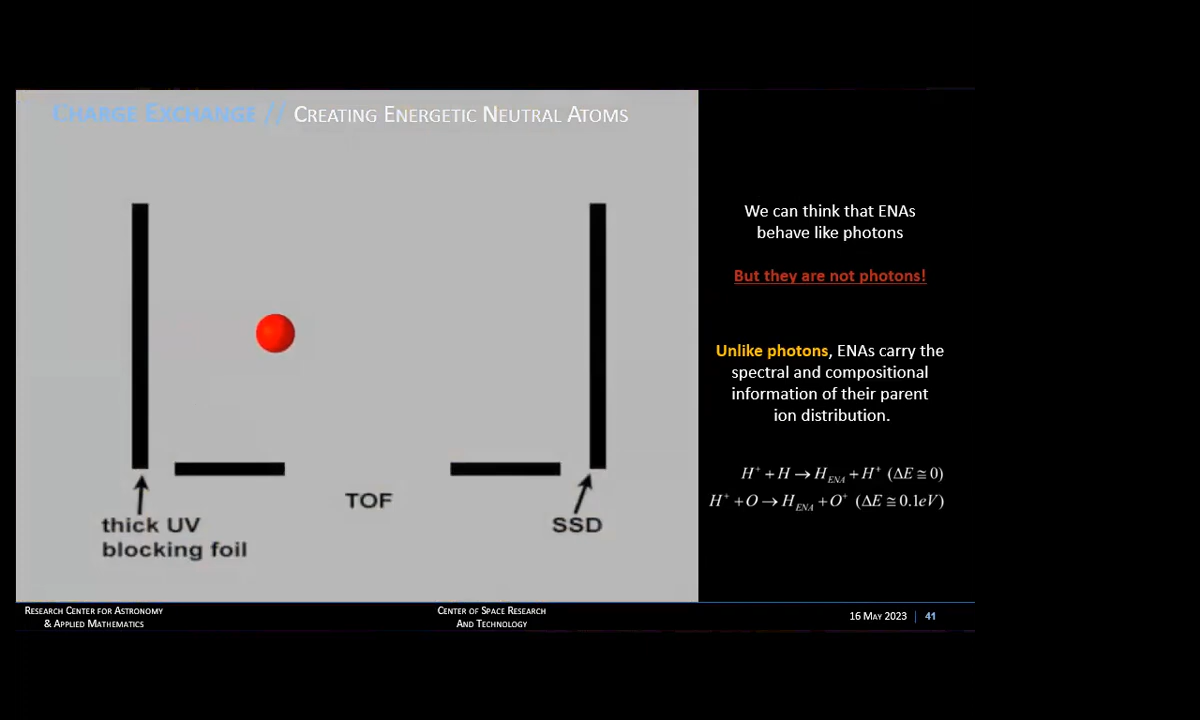 CHARGE EXCHANGE // CREATING ENERGETIC NEUTRAL ATOMS
We can think that ENAs
behave like photons
But they are not photons!
Unlike photons, ENAs carry the
spectral and compositional
information of their parent
ion distribution.
H⁺ + H → H_ENA + H⁺ (ΔE ≅ 0)
H⁺ + O → H_ENA + O⁺ (ΔE ≅ 0.1eV)
TOF
thick UV
blocking foil
SSD
RESEARCH CENTER FOR ASTRONOMY
& APPLIED MATHEMATICS
CENTER OF SPACE RESEARCH
AND TECHNOLOGY
16 MAY 2023 | 41